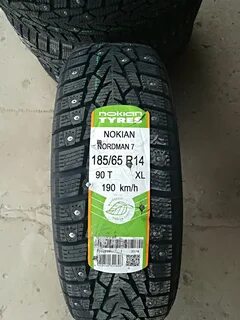 nokian
TYRES
NOKIAN
NORDMAN 7
185/65 R14
90 T XL
190 km/h